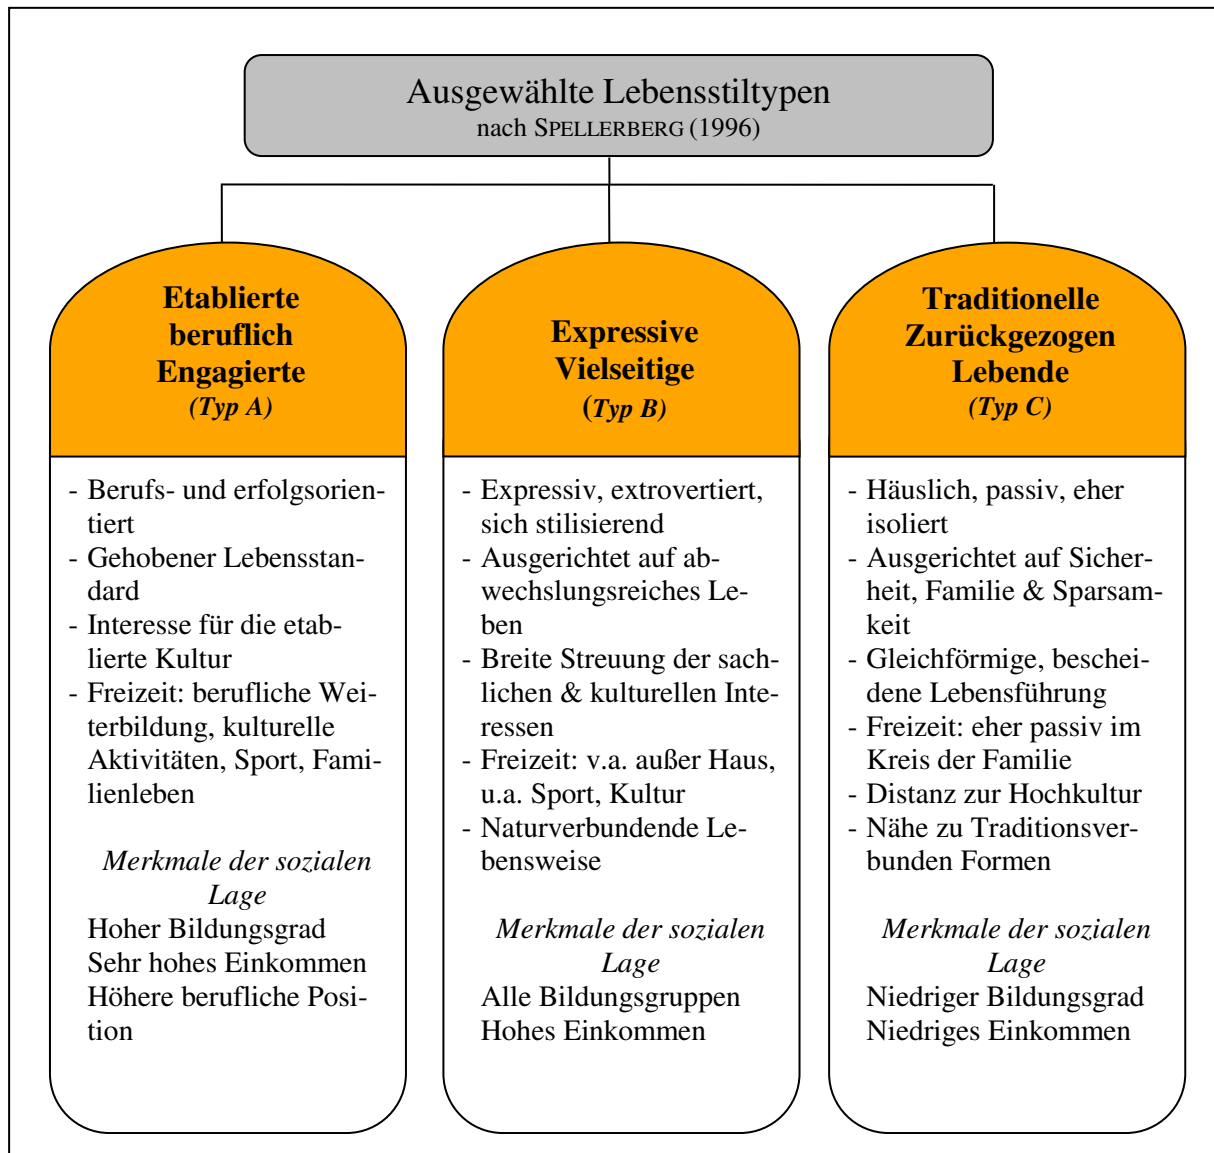 Ausgewählte Lebensstiltypen
nach SPELLERBERG (1996)
Etablierte
beruflich
Engagierte
(Typ A)
- Berufs- und erfolgsorien-
tiert
- Gehobener Lebensstan-
dard
- Interesse für die etab-
lierte Kultur
- Freizeit: berufliche Wei-
terbildung, kulturelle
Aktivitäten, Sport, Fami-
lienleben
Merkmale der sozialen
Lage
Hoher Bildungsgrad
Sehr hohes Einkommen
Höhere berufliche Posi-
tion
Expressive
Vielseitige
(Typ B)
- Expressiv, extrovertiert,
sich stilisierend
- Ausgerichtet auf ab-
wechslungsreiches Le-
ben
- Breite Streuung der sach-
lichen & kulturellen Inte-
ressen
- Freizeit: v.a. außer Haus,
u.a. Sport, Kultur
- Naturverbundende Le-
bensweise
Merkmale der sozialen
Lage
Alle Bildungsgruppen
Hohes Einkommen
Traditionelle
Zurückgezogen
Lebende
(Typ C)
- Häuslich, passiv, eher
isoliert
- Ausgerichtet auf Sicher-
heit, Familie & Sparsam-
keit
- Gleichförmige, beschei-
dene Lebensführung
- Freizeit: eher passiv im
Kreis der Familie
- Distanz zur Hochkultur
- Nähe zu Traditionsver-
bunden Formen
Merkmale der sozialen
Lage
Niedriger Bildungsgrad
Niedriges Einkommen